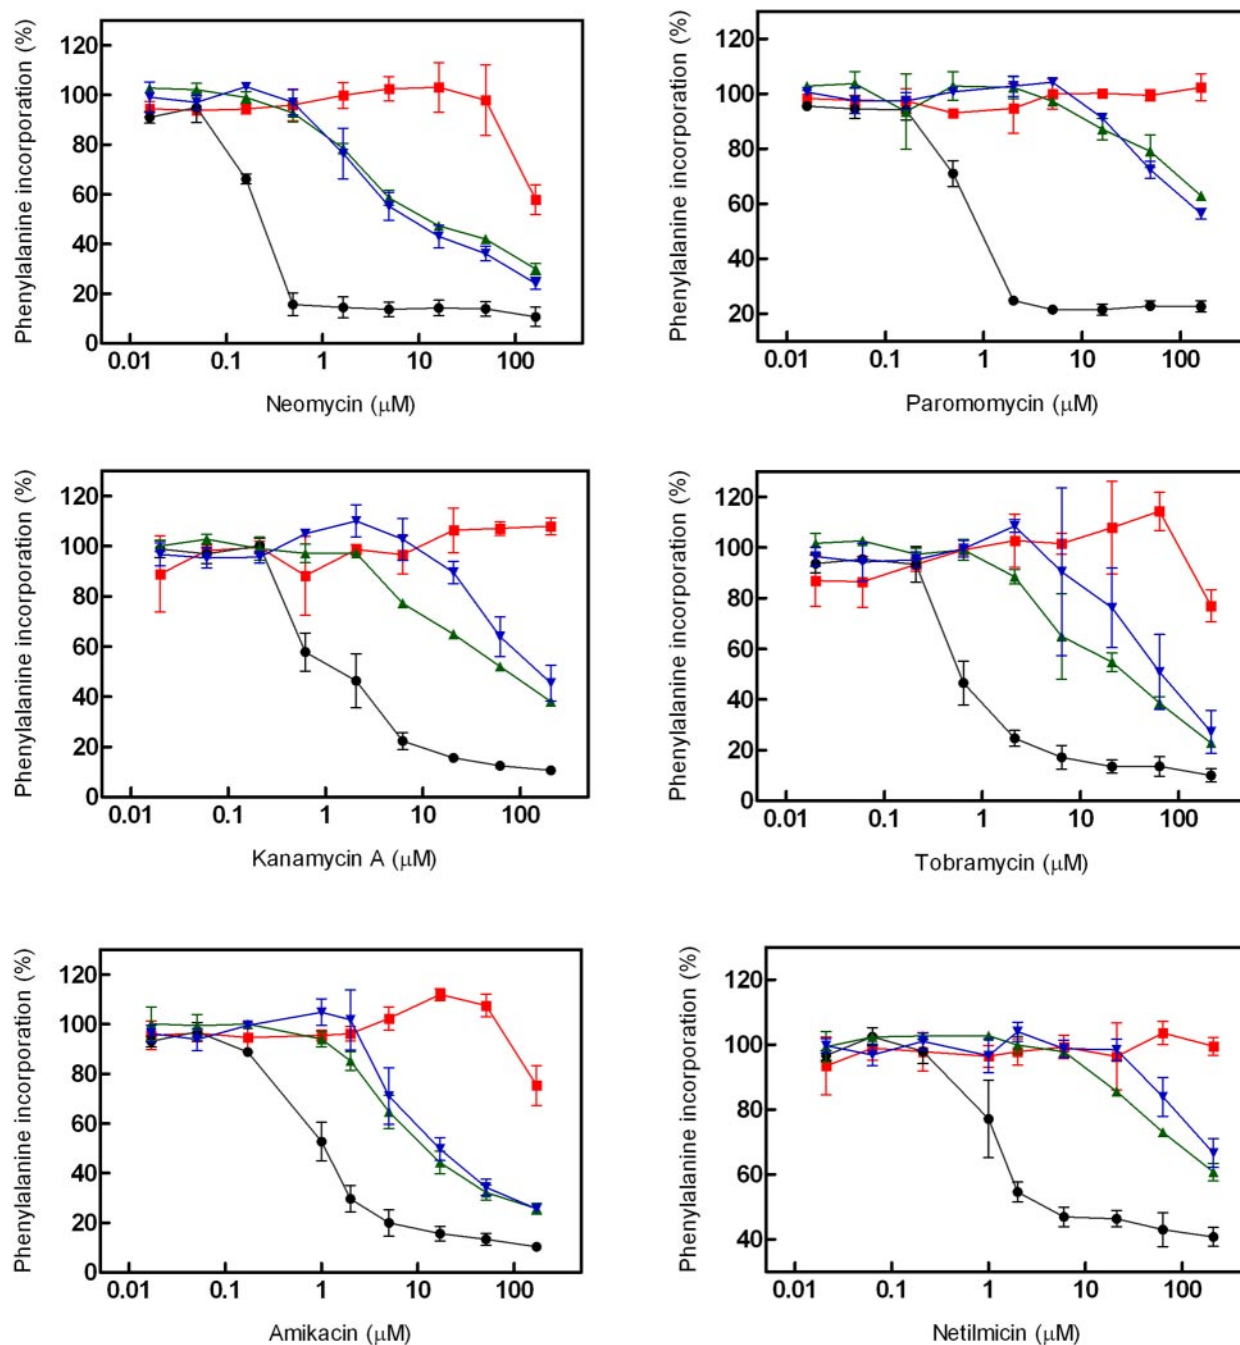 Phenylalanine incorporation (%)
120
100
80
60
40
20
0
0.01 0.1 1 10 100
Neomycin (µM)
Phenylalanine incorporation (%)
120
100
80
60
40
20
0.01 0.1 1 10 100
Paromomycin (µM)
Phenylalanine incorporation (%)
120
100
80
60
40
20
0
0.01 0.1 1 10 100
Kanamycin A (µM)
Phenylalanine incorporation (%)
120
100
80
60
40
20
0
0.01 0.1 1 10 100
Tobramycin (µM)
Phenylalanine incorporation (%)
120
100
80
60
40
20
0
0.01 0.1 1 10 100
Amikacin (µM)
Phenylalanine incorporation (%)
120
100
80
60
40
0.01 0.1 1 10 100
Netilmicin (µM)